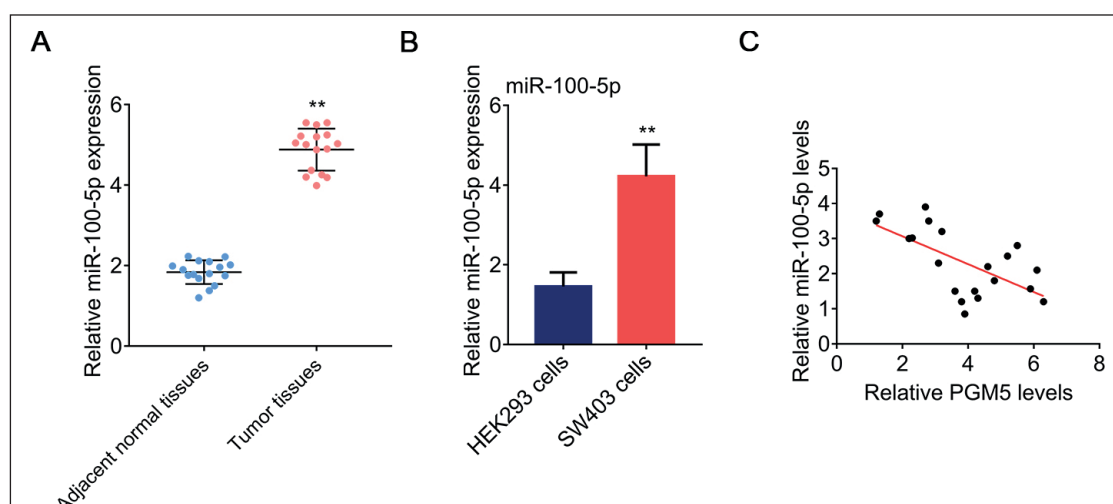 A
Relative miR-100-5p expression
6
4
2
0
**
Adjacent normal tissues
Tumor tissues
B
miR-100-5p
Relative miR-100-5p expression
6
4
2
0
**
HEK293 cells
SW403 cells
C
Relative miR-100-5p levels
5
4
3
2
1
0
0 2 4 6 8
Relative PGM5 levels